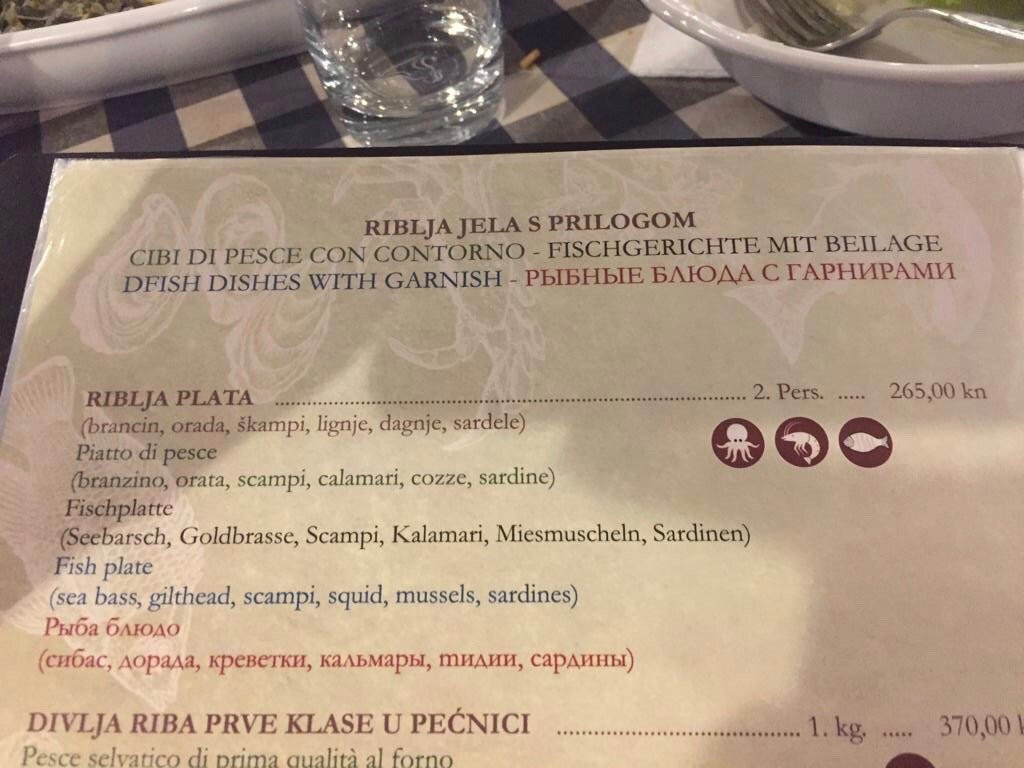 RIBLJA JELA S PRILOGOM
CIBI DI PESCE CON CONTORNO - FISCHGERICHTE MIT BEILAGE
DFISH DISHES WITH GARNISH - РЫБНЫЕ БЛЮДА С ГАРНИРАМИ
RIBLJA PLATA ........................ 2. Pers. ..... 265,00 kn
(brancin, orada, škampi, lignje, dagnje, sardele)
Piatto di pesce
(branzino, orata, scampi, calamari, cozze, sardine)
Fischplatte
(Seebarsch, Goldbrasse, Scampi, Kalamari, Miesmuscheln, Sardinen)
Fish plate
(sea bass, gilthead, scampi, squid, mussels, sardines)
Рыба блюдо
(сибас, дорада, креветки, кальмары, тидии, сардины)
DIVLJA RIBA PRVE KLASE U PEĆNICI ........................ 1. kg. ..... 370,00 k
Pesce selvatico di prima qualità al forno